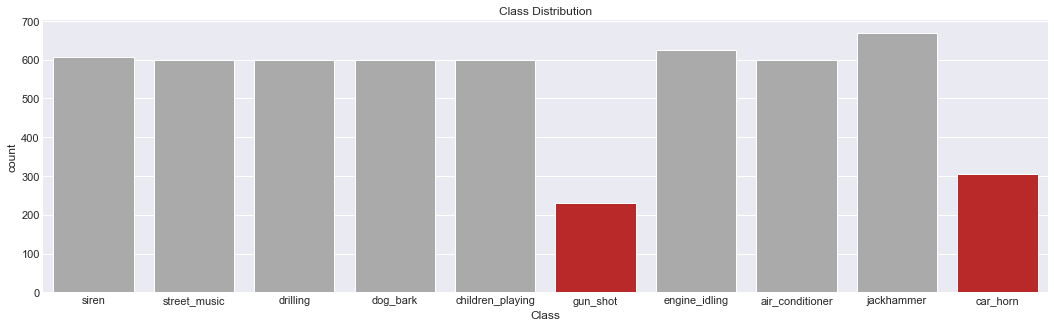 Class Distribution
700
600
500
400
300
200
100
0
count
siren street_music drilling dog_bark children_playing gun_shot engine_idling air_conditioner jackhammer car_horn
Class